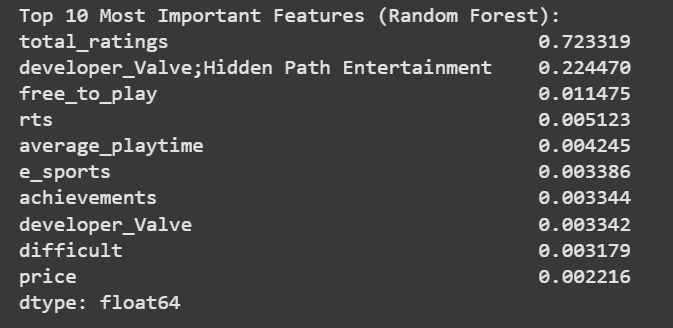 Top 10 Most Important Features (Random Forest):
total_ratings 0.723319
developer_Valve;Hidden Path Entertainment 0.224470
free_to_play 0.011475
rts 0.005123
average_playtime 0.004245
e_sports 0.003386
achievements 0.003344
developer_Valve 0.003342
difficult 0.003179
price 0.002216
dtype: float64